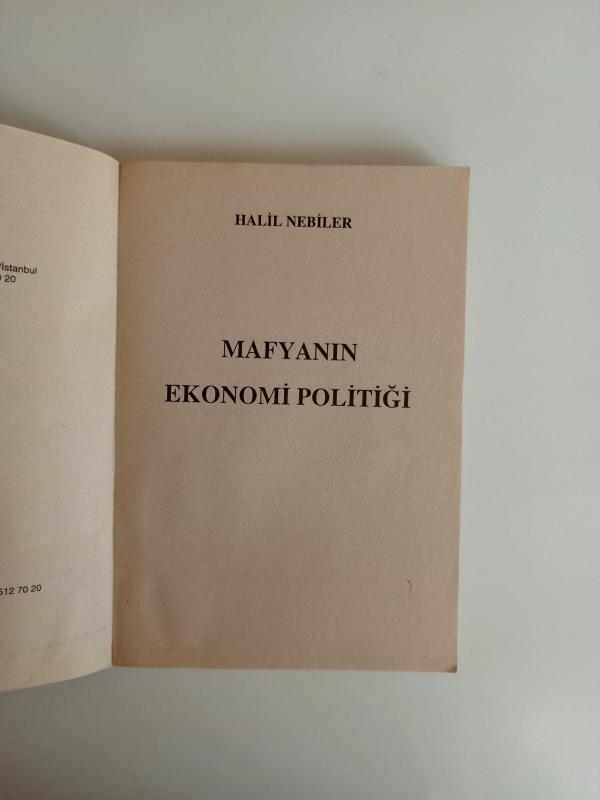 /İstanbul
20
512 70 20
HALİL NEBİLER
MAFYANIN
EKONOMİ POLİTİĞİ